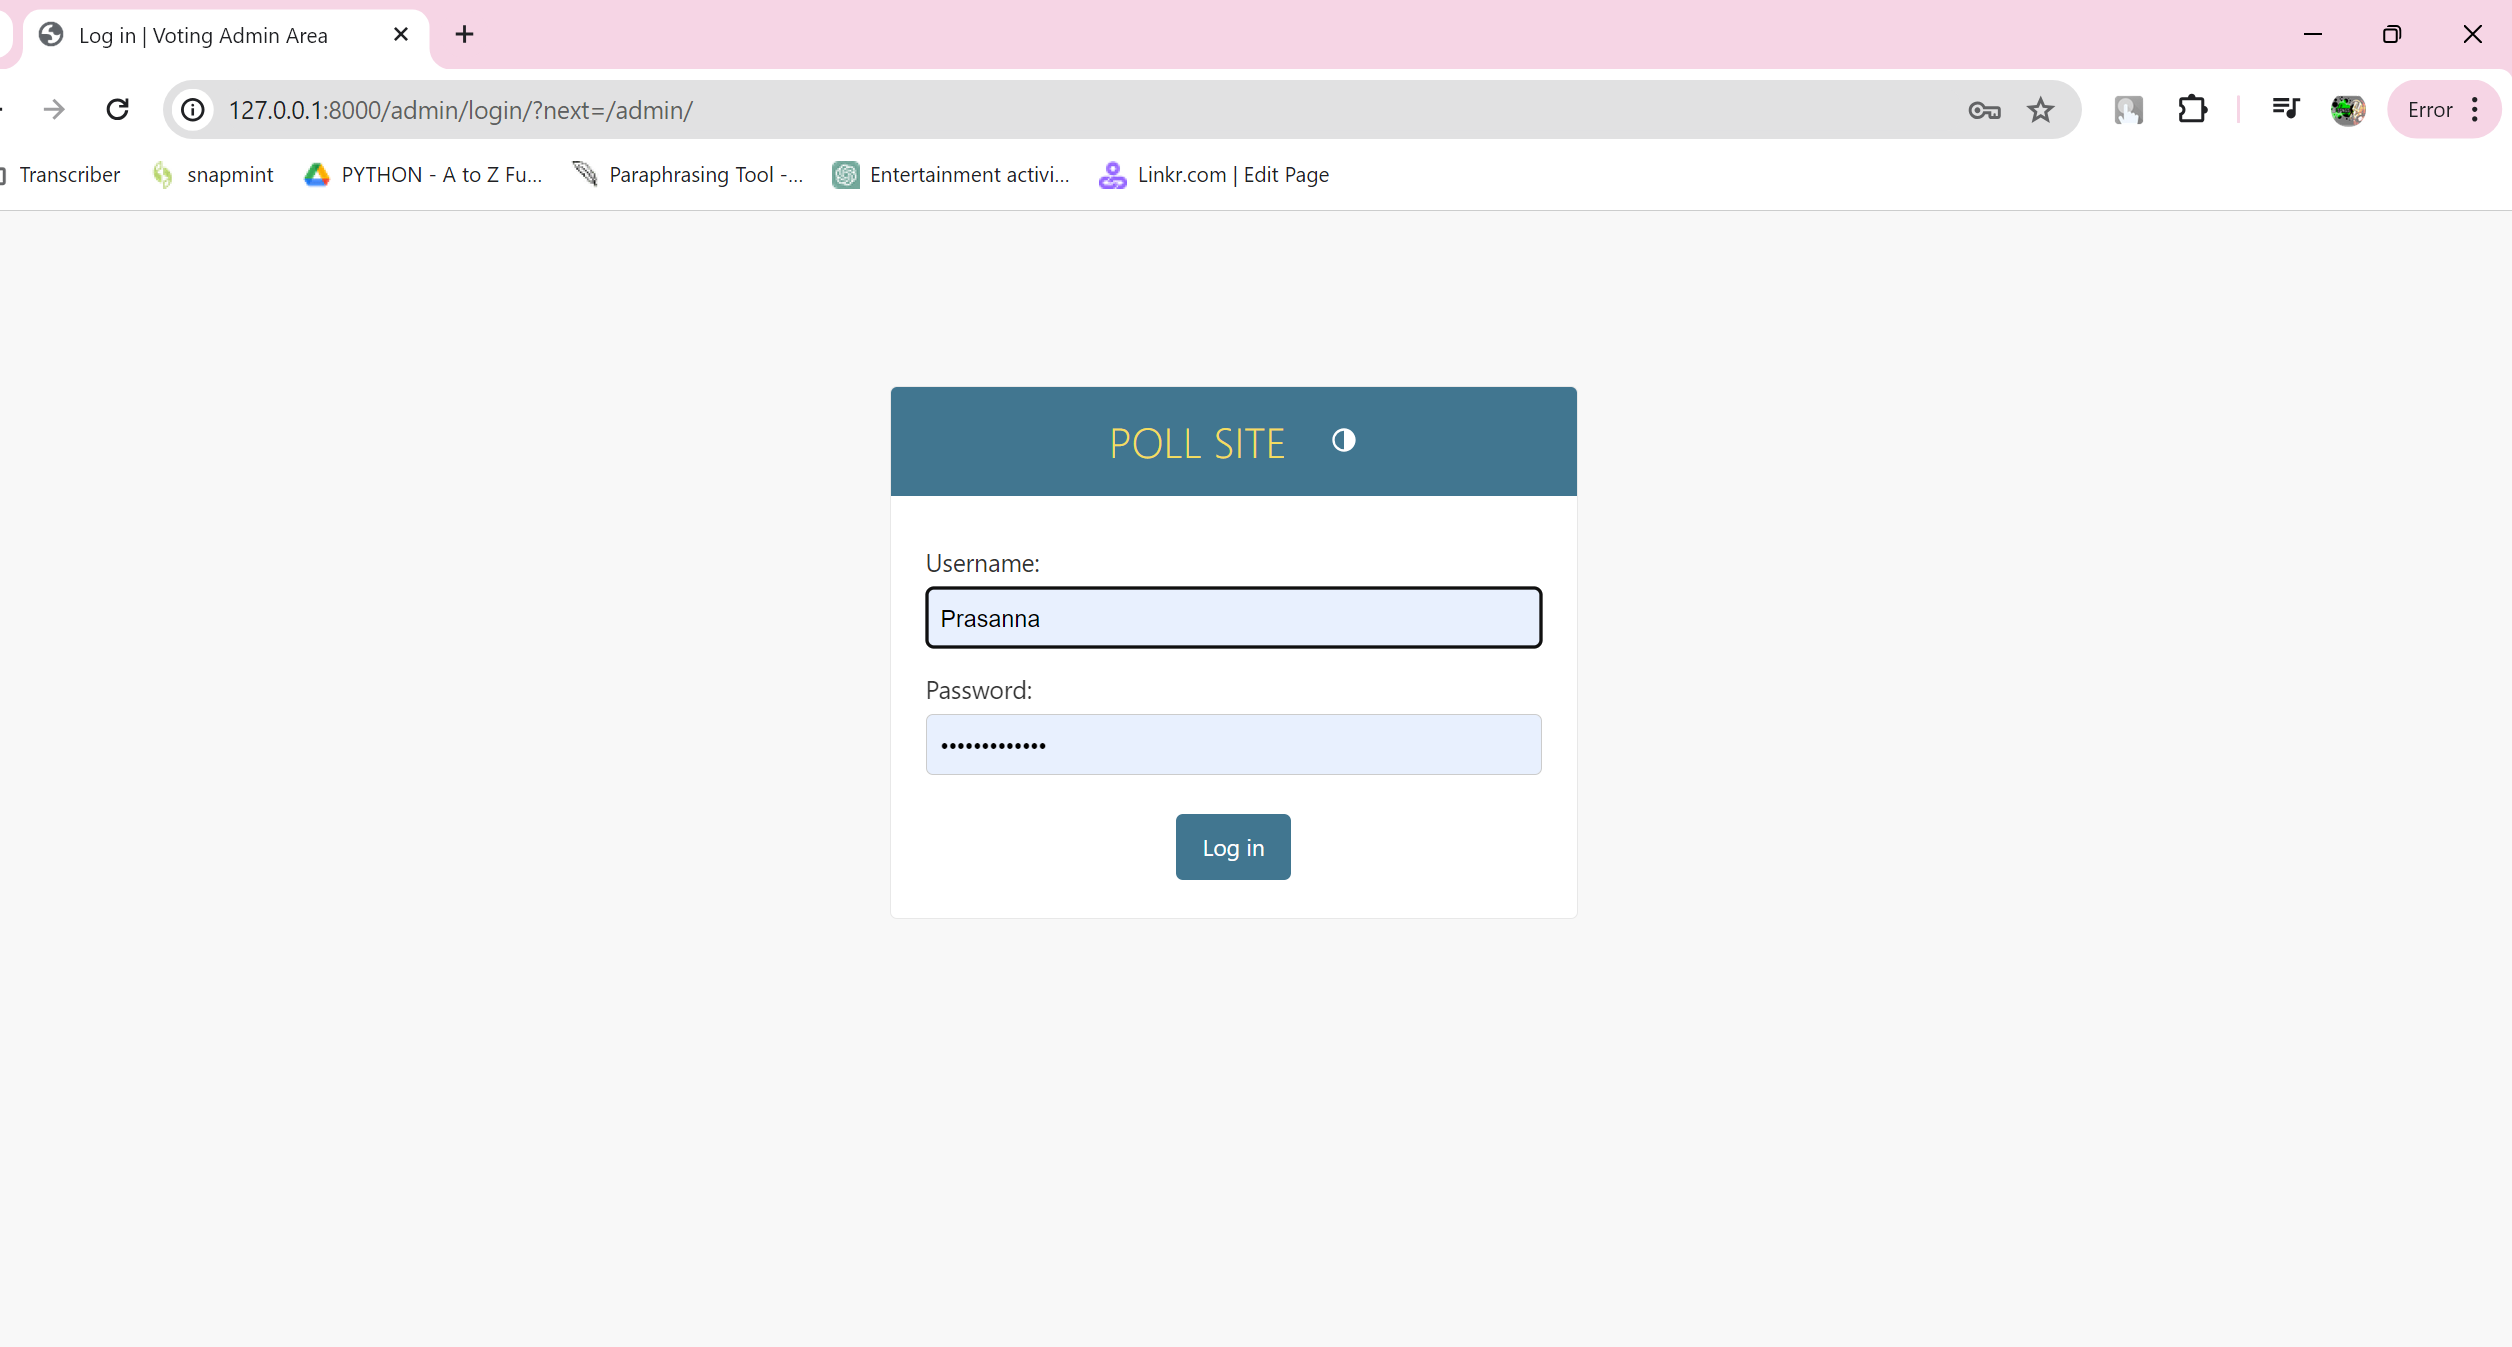 Log in | Voting Admin Area
127.0.0.1:8000/admin/login/?next=/admin/
Error
Transcriber snapmint PYTHON - A to Z Fu... Paraphrasing Tool -... Entertainment activi... Linkr.com | Edit Page
POLL SITE
Username:
Prasanna
Password:
•••••••••••••
Log in